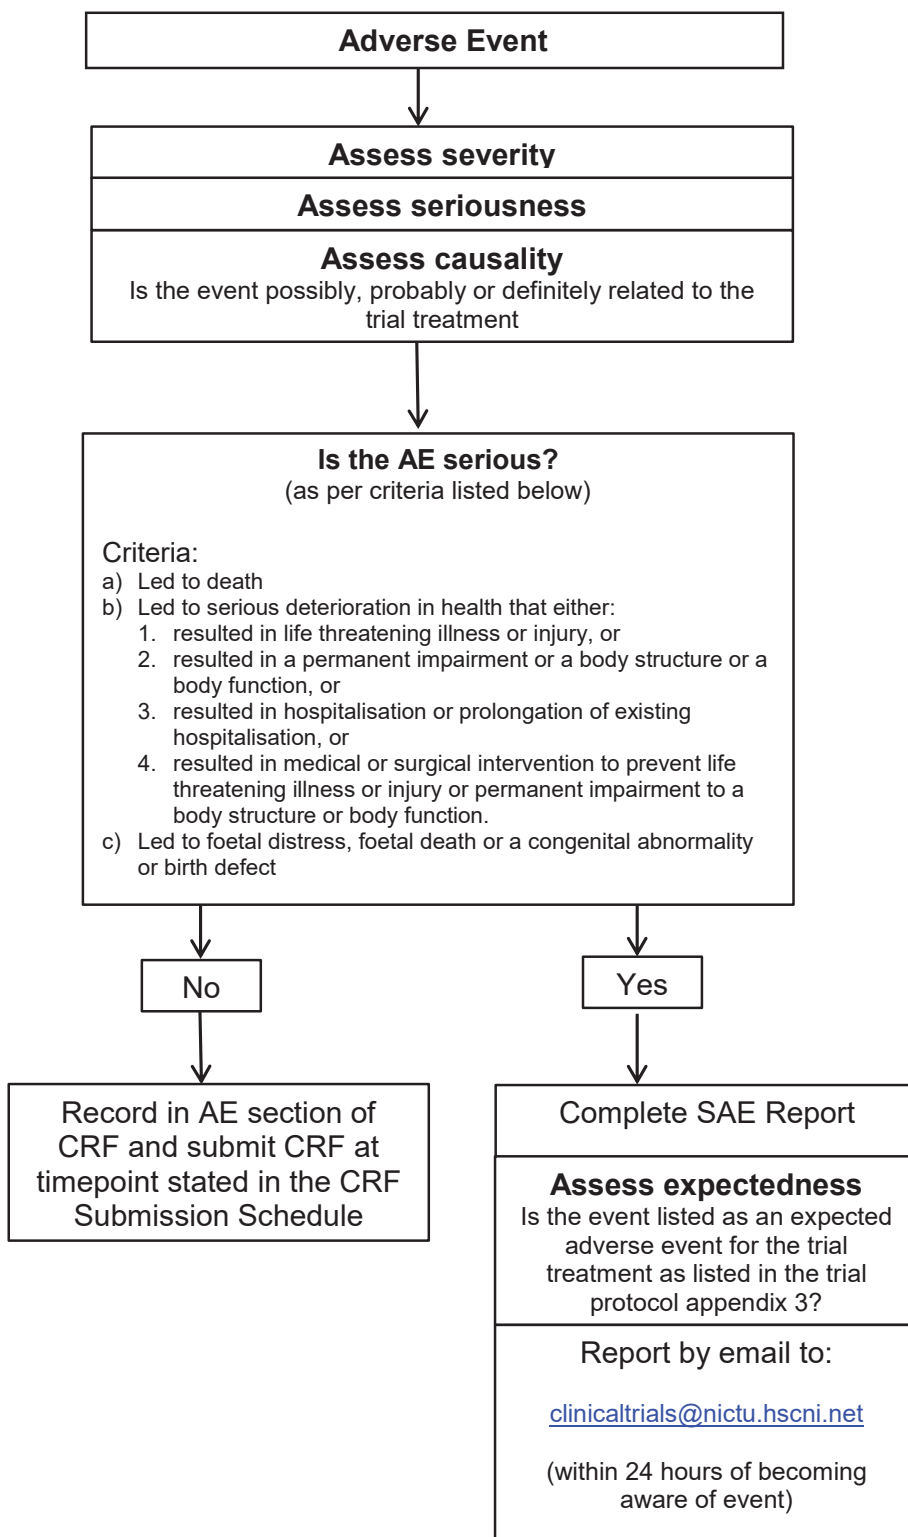 Adverse Event
Assess severity
Assess seriousness
Assess causality
Is the event possibly, probably or definitely related to the
trial treatment
Is the AE serious?
(as per criteria listed below)
Criteria:
a) Led to death
b) Led to serious deterioration in health that either:
1. resulted in life threatening illness or injury, or
2. resulted in a permanent impairment or a body structure or a
body function, or
3. resulted in hospitalisation or prolongation of existing
hospitalisation, or
4. resulted in medical or surgical intervention to prevent life
threatening illness or injury or permanent impairment to a
body structure or body function.
c) Led to foetal distress, foetal death or a congenital abnormality
or birth defect
No
Yes
Record in AE section of
CRF and submit CRF at
timepoint stated in the CRF
Submission Schedule
Complete SAE Report
Assess expectedness
Is the event listed as an expected
adverse event for the trial
treatment as listed in the trial
protocol appendix 3?
Report by email to:
clinicaltrials@nictu.hscni.net
(within 24 hours of becoming
aware of event)